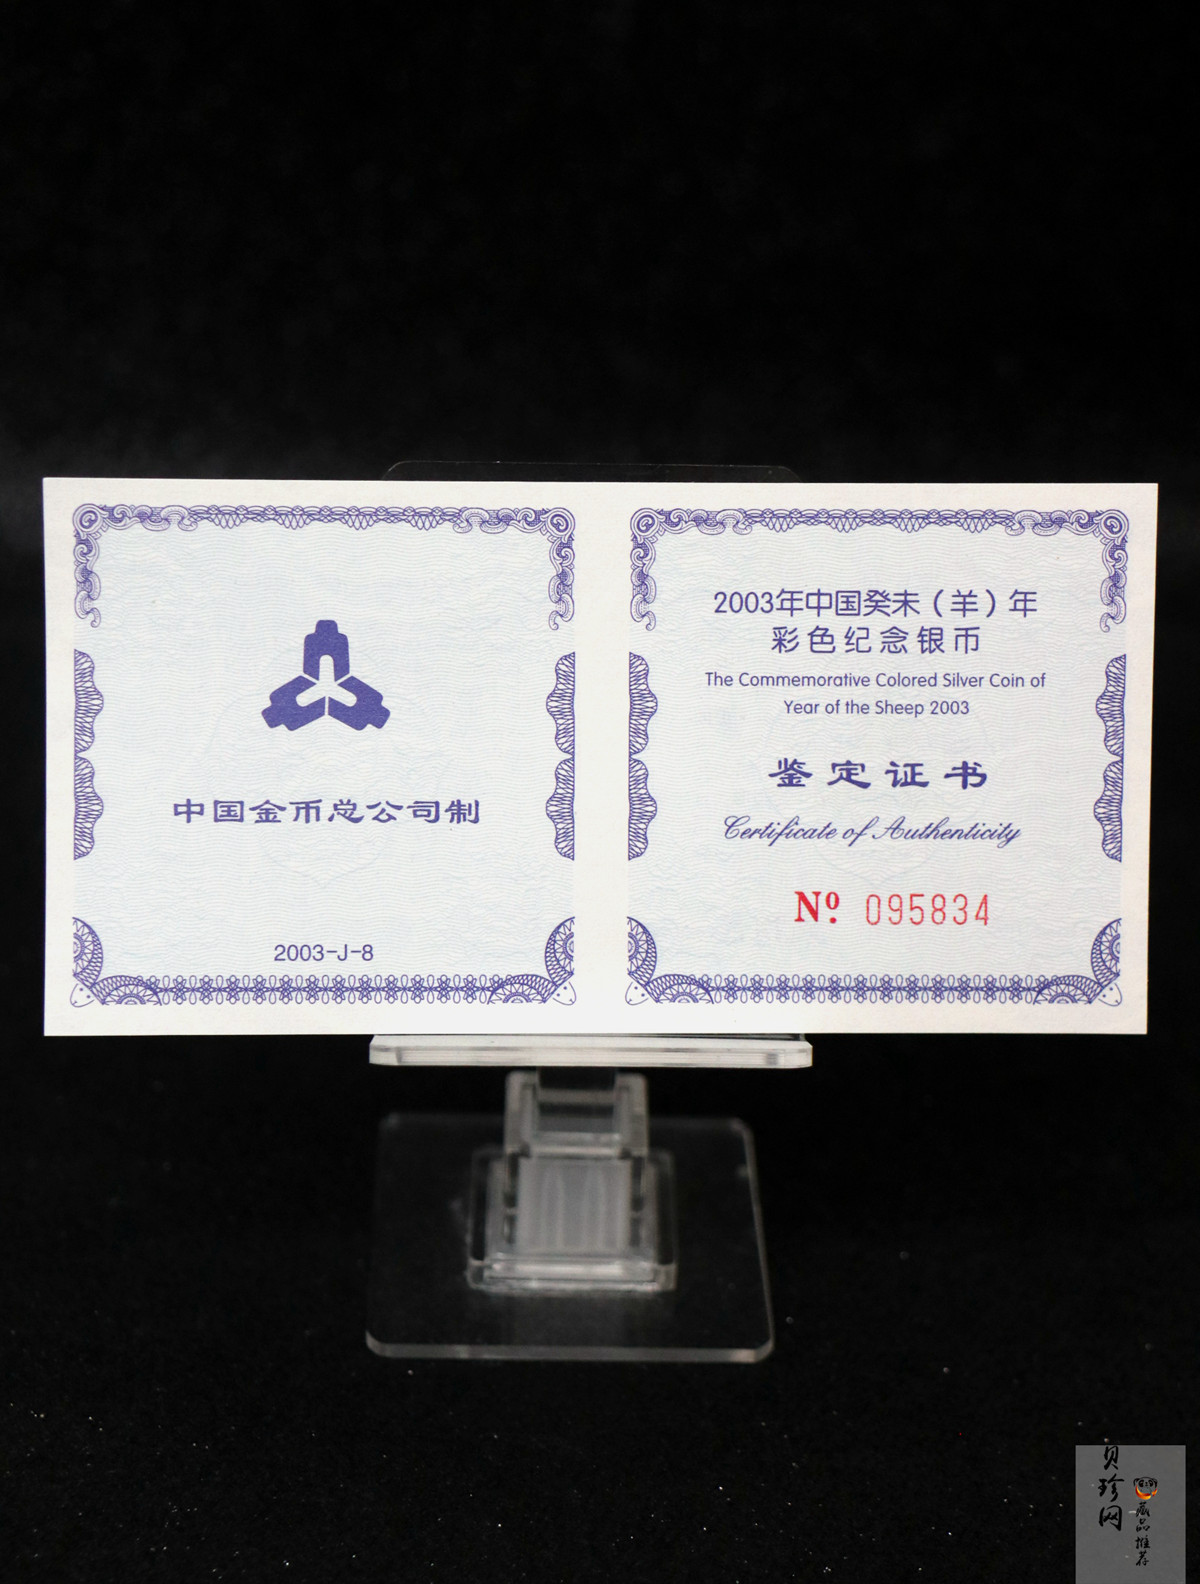 中国金币总公司制
2003-J-8
2003年中国癸未（羊）年
彩色纪念银币
The Commemorative Colored Silver Coin of
Year of the Sheep 2003
鉴定证书
Certificate of Authenticity
Nº. 095834
贝珍网
藏品推荐